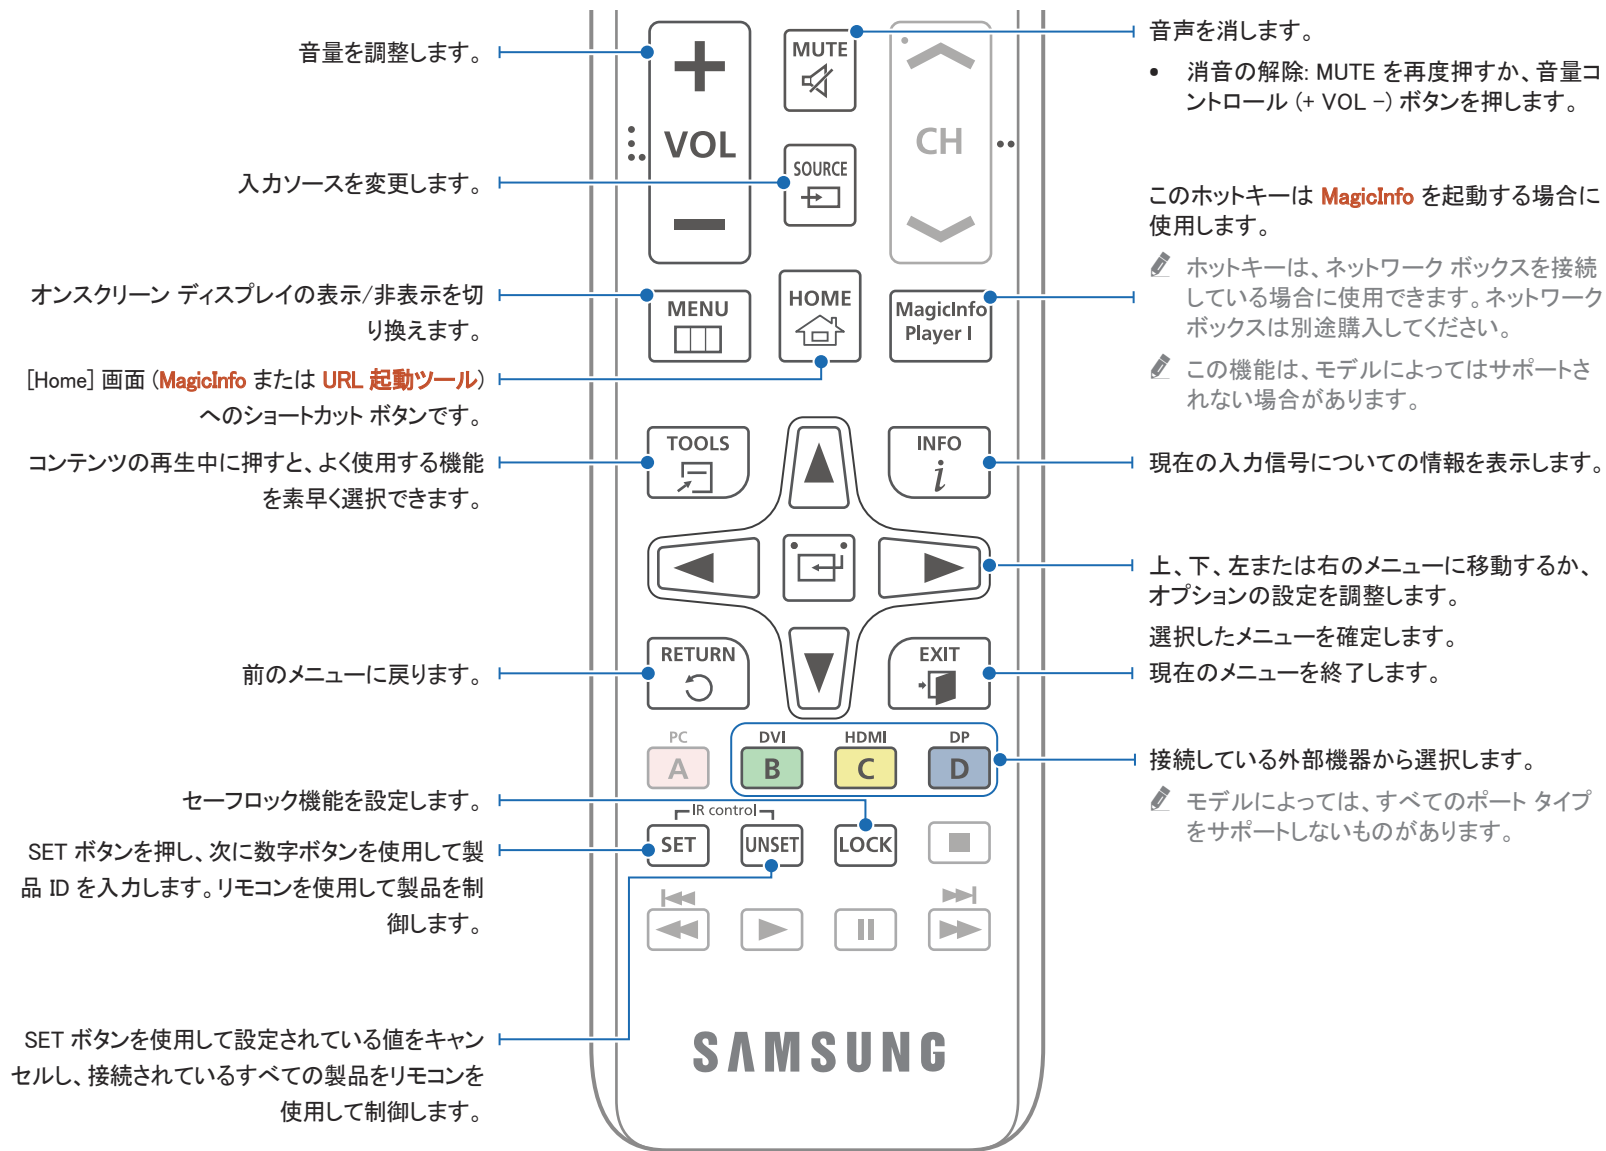 音量を調整します。
入力ソースを変更します。
オンスクリーン ディスプレイの表示/非表示を切
り換えます。
[Home] 画面 (MagicInfo または URL 起動ツール)
へのショートカット ボタンです。
コンテンツの再生中に押すと、よく使用する機能
を素早く選択できます。
前のメニューに戻ります。
セーフロック機能を設定します。
SET ボタンを押し、次に数字ボタンを使用して製
品 ID を入力します。リモコンを使用して製品を制
御します。
SET ボタンを使用して設定されている値をキャン
セルし、接続されているすべての製品をリモコンを
使用して制御します。
VOL
MUTE
SOURCE
CH
MENU
HOME
MagicInfo
Player I
TOOLS
INFO
i
RETURN
EXIT
PC
DVI
HDMI
DP
A
B
C
D
IR control
SET
UNSET
LOCK
SAMSUNG
音声を消します。
• 消音の解除: MUTE を再度押すか、音量コ
ントロール (+ VOL -) ボタンを押します。
このホットキーは MagicInfo を起動する場合に
使用します。
ホットキーは、ネットワーク ボックスを接続
している場合に使用できます。ネットワーク
ボックスは別途購入してください。
この機能は、モデルによってはサポートさ
れない場合があります。
現在の入力信号についての情報を表示します。
上、下、左または右のメニューに移動するか、
オプションの設定を調整します。
選択したメニューを確定します。
現在のメニューを終了します。
接続している外部機器から選択します。
モデルによっては、すべてのポート タイプ
をサポートしないものがあります。